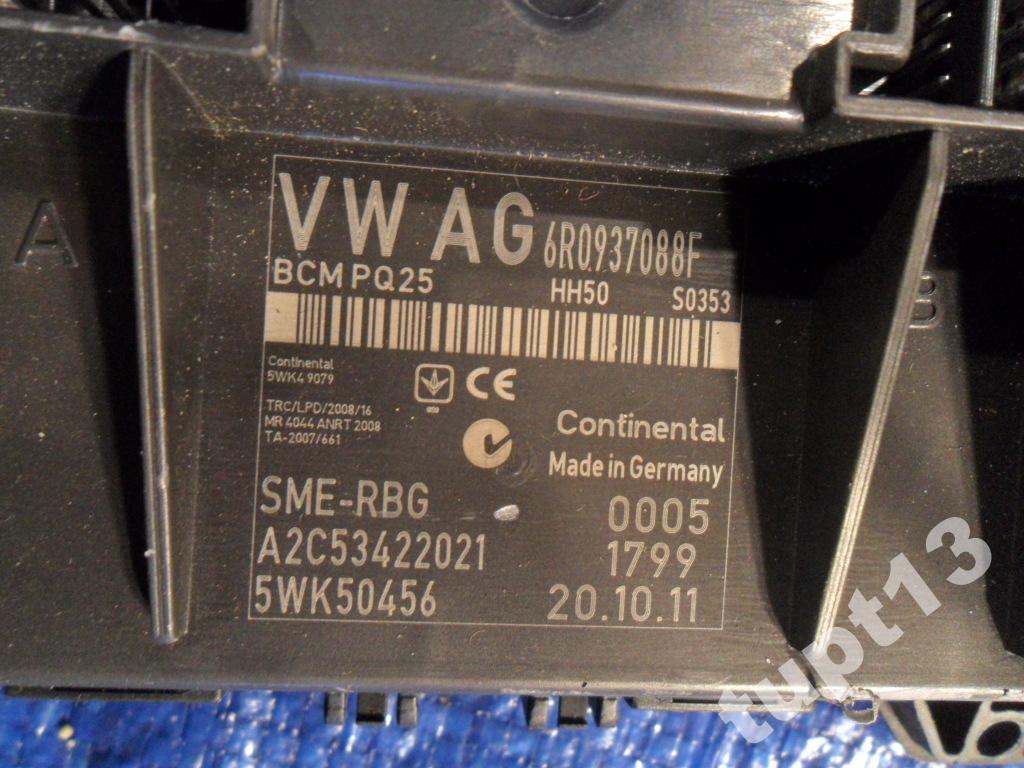 VW AG 6R0937088F
BCM PQ25 HH50 S0353
Continental
5WK4 9079
TRC/LPD/2008/16
MR 4044 ANRT 2008
TA-2007/661
CE
Continental
Made in Germany
SME-RBG 0005
A2C53422021 1799
5WK50456 20.10.11
A
B
tupt13